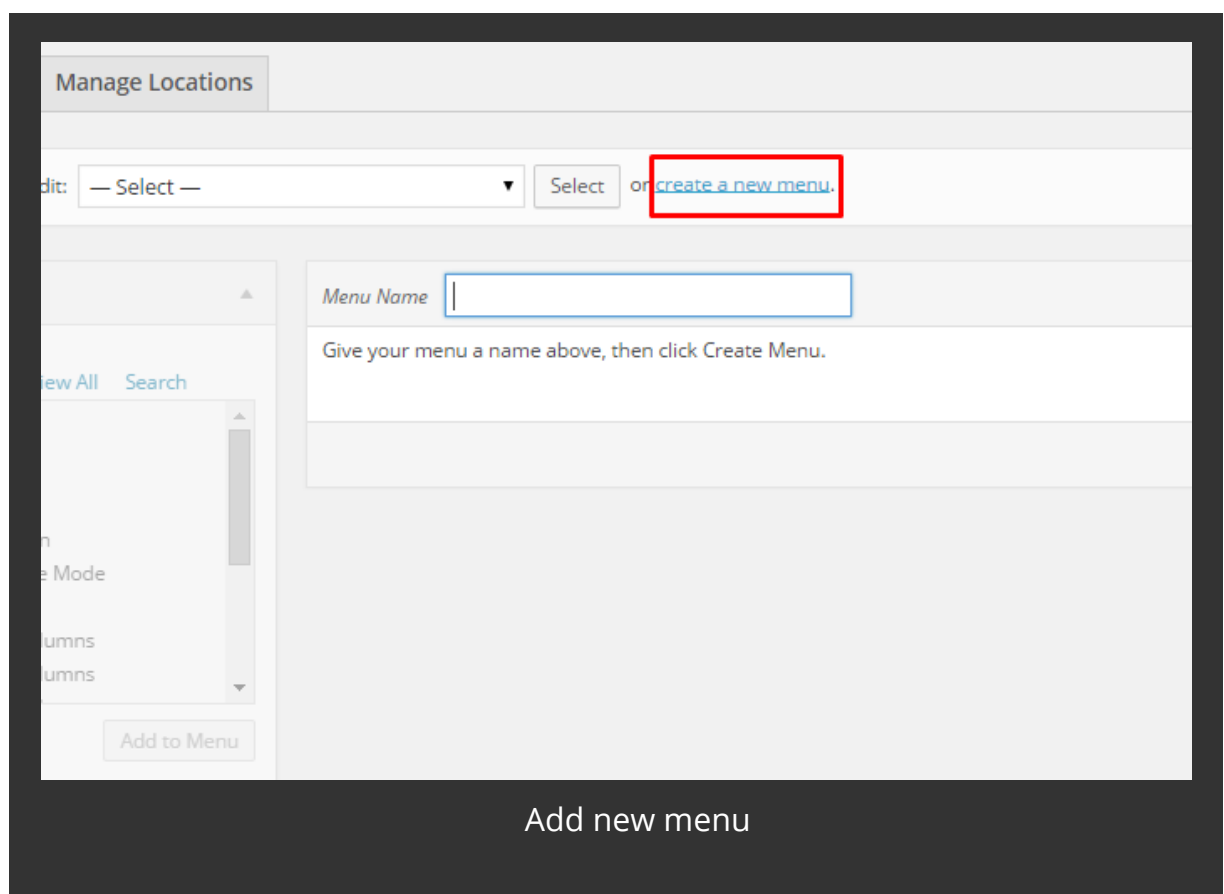 Manage Locations
dit: — Select — Select or create a new menu.
Menu Name
Give your menu a name above, then click Create Menu.
iew All Search
n
e Mode
lumns
lumns
Add to Menu
Add new menu